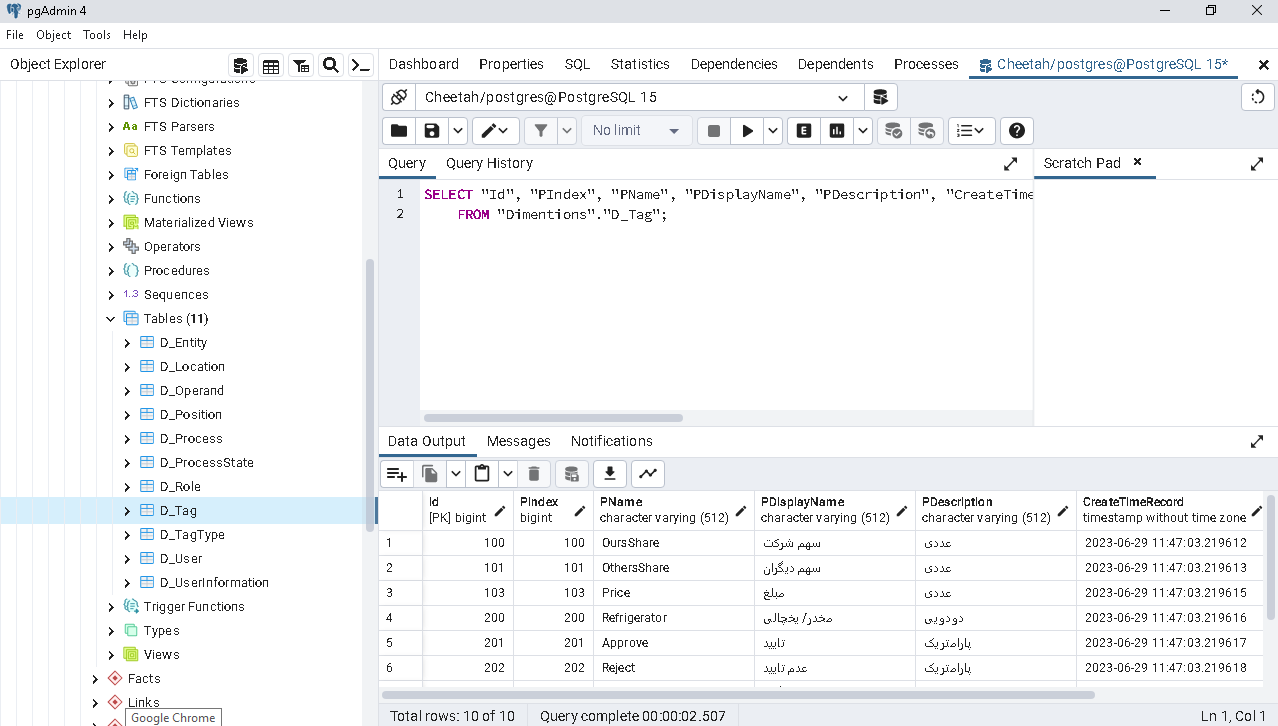 pgAdmin 4
File Object Tools Help
Object Explorer
Dashboard Properties SQL Statistics Dependencies Dependents Processes Cheetah/postgres@PostgreSQL 15*
FTS Configurations
FTS Dictionaries
Aa FTS Parsers
FTS Templates
Foreign Tables
Functions
Materialized Views
Operators
Procedures
1..3 Sequences
Tables (11)
D_Entity
D_Location
D_Operand
D_Position
D_Process
D_ProcessState
D_Role
D_Tag
D_TagType
D_User
D_UserInformation
Trigger Functions
Types
Views
Facts
Links
Google Chrome
Cheetah/postgres@PostgreSQL 15
No limit
E
Query Query History
Scratch Pad
1 SELECT "Id", "PIndex", "PName", "PDisplayName", "PDescription", "CreateTime
2 FROM "Dimentions"."D_Tag";
Data Output Messages Notifications
Id PIndex PName PDisplayName PDescription CreateTimeRecord
[PK] bigint bigint character varying (512) character varying (512) character varying (512) timestamp without time zone
1 100 100 OursShare سهم شرکت عددی 2023-06-29 11:47:03.219612
2 101 101 OthersShare سهم دیگران عددی 2023-06-29 11:47:03.219613
3 103 103 Price مبلغ عددی 2023-06-29 11:47:03.219615
4 200 200 Refrigerator مخدر/ یخچالی دودویی 2023-06-29 11:47:03.219616
5 201 201 Approve تایید پارامتریک 2023-06-29 11:47:03.219617
6 202 202 Reject عدم تایید پارامتریک 2023-06-29 11:47:03.219618
Total rows: 10 of 10 Query complete 00:00:02.507 Ln 1, Col 1